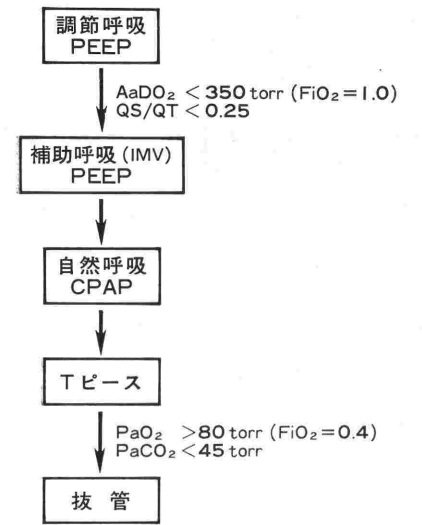 調節呼吸
PEEP
AaDO₂ < 350 torr (FiO₂ = 1.0)
QS/QT < 0.25
補助呼吸 (IMV)
PEEP
自然呼吸
CPAP
Tピース
PaO₂ > 80 torr (FiO₂ = 0.4)
PaCO₂ < 45 torr
抜 管